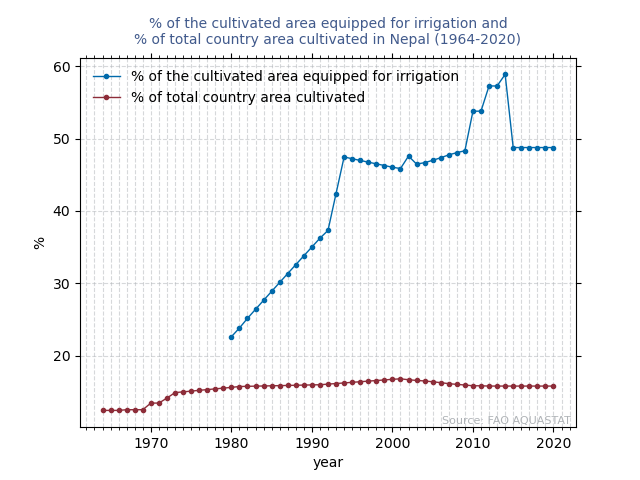 % of the cultivated area equipped for irrigation and
% of total country area cultivated in Nepal (1964-2020)
% of the cultivated area equipped for irrigation
% of total country area cultivated
60
50
40
30
20
%
1970 1980 1990 2000 2010 2020
year
Source: FAO AQUASTAT